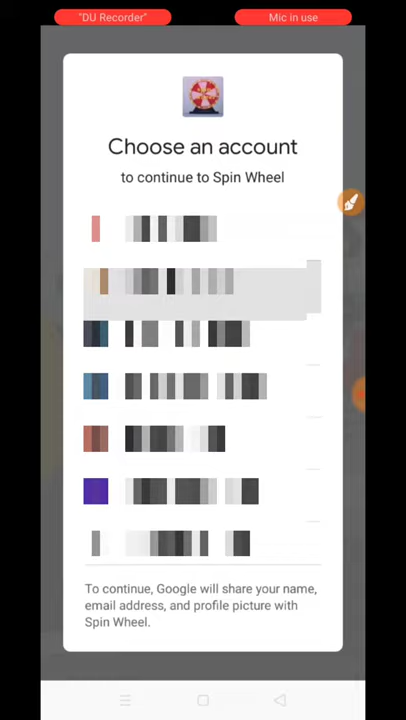 "DU Recorder"
Mic in use
Choose an account
to continue to Spin Wheel
To continue, Google will share your name,
email address, and profile picture with
Spin Wheel.